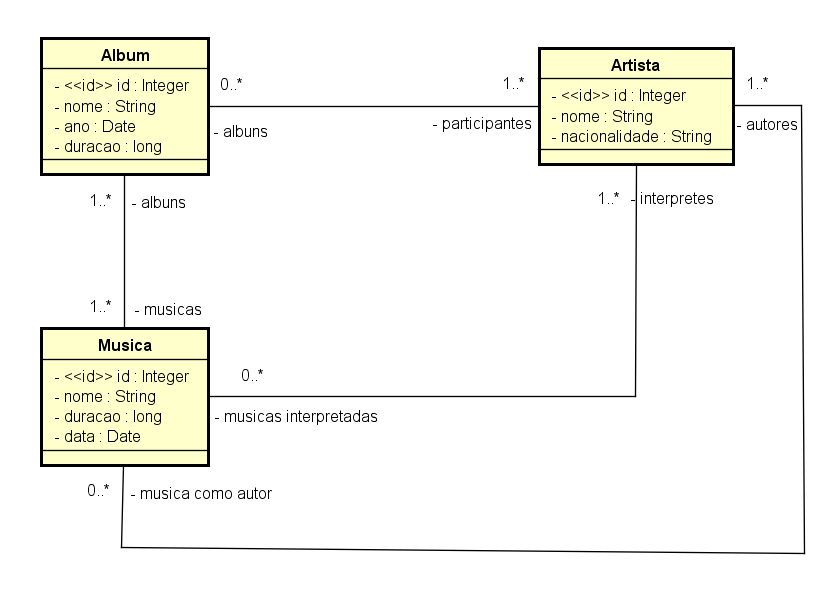 Album
- <<id>> id : Integer
- nome : String
- ano : Date
- duracao : long
0..*
- albuns
1..*
- participantes
Artista
- <<id>> id : Integer
- nome : String
- nacionalidade : String
1..*
- autores
1..*
- albuns
1..*
- interpretes
1..*
- musicas
Musica
- <<id>> id : Integer
- nome : String
- duracao : long
- data : Date
0..*
- musicas interpretadas
0..*
- musica como autor